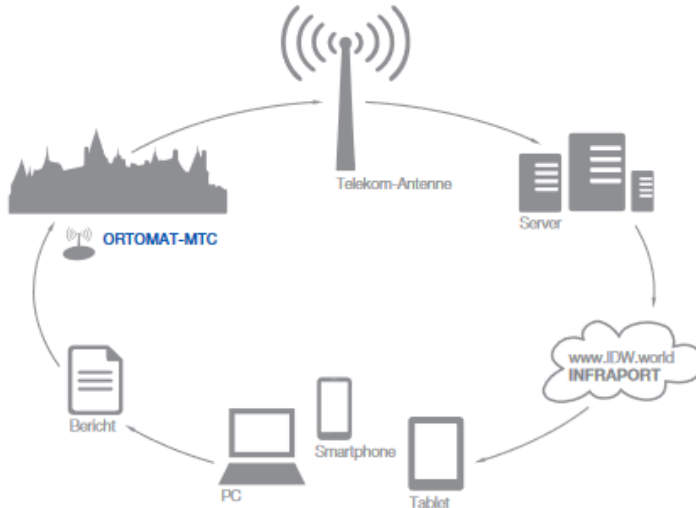 Telekom-Antenne
Server
ORTOMAT-MTC
www.IDW.world
INFRAPORT
Bericht
Smartphone
PC
Tablet